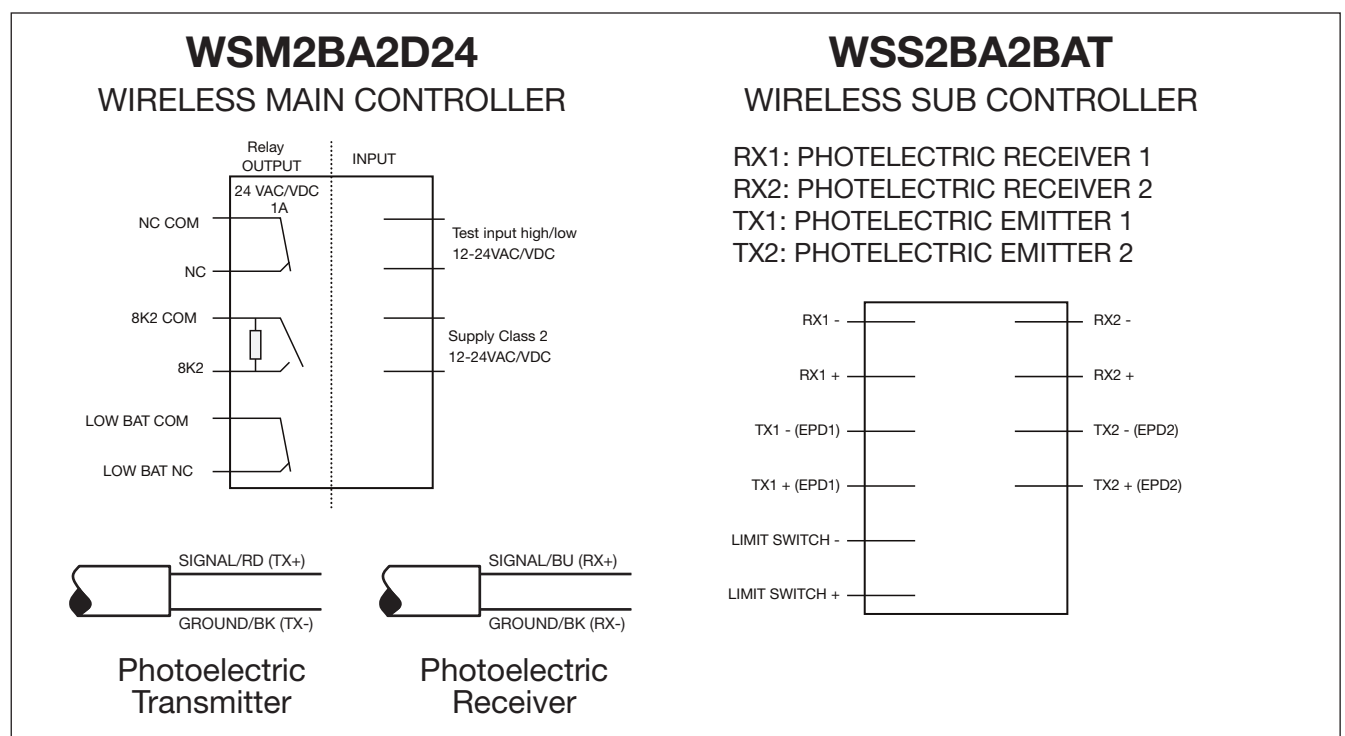 WSM2BA2D24
WIRELESS MAIN CONTROLLER
Relay
OUTPUT
INPUT
24 VAC/VDC
1A
NC COM
NC
8K2 COM
8K2
LOW BAT COM
LOW BAT NC
Test input high/low
12-24VAC/VDC
Supply Class 2
12-24VAC/VDC
SIGNAL/RD (TX+)
GROUND/BK (TX-)
Photoelectric
Transmitter
SIGNAL/BU (RX+)
GROUND/BK (RX-)
Photoelectric
Receiver
WSS2BA2BAT
WIRELESS SUB CONTROLLER
RX1: PHOTELECTRIC RECEIVER 1
RX2: PHOTELECTRIC RECEIVER 2
TX1: PHOTELECTRIC EMITTER 1
TX2: PHOTELECTRIC EMITTER 2
RX1 -
RX1 +
TX1 - (EPD1)
TX1 + (EPD1)
LIMIT SWITCH -
LIMIT SWITCH +
RX2 -
RX2 +
TX2 - (EPD2)
TX2 + (EPD2)